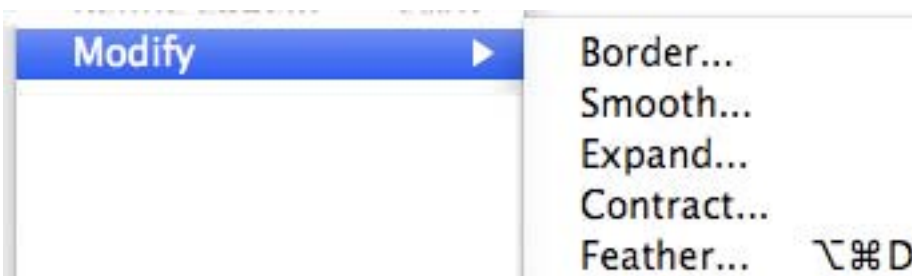 Modify ▶
Border...
Smooth...
Expand...
Contract...
Feather... ⌥⌘D